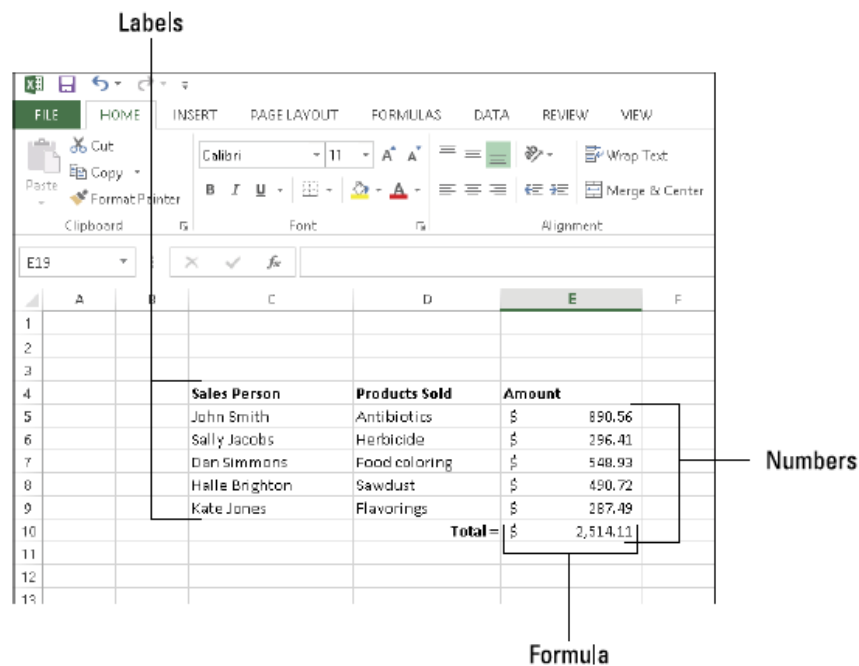 Labels
FILE HOME INSERT PAGE LAYOUT FORMULAS DATA REVIEW VIEW
Cut
Calibri 11 A A Wrap Text
Copy
Paste
B I U A Merge & Center
Format Painter
Clipboard Font Alignment
E19 fx
A B C D E F
1
2
3
4 Sales Person Products Sold Amount
5 John Smith Antibiotics $ 890.56
6 Sally Jacobs Herbicide $ 296.41
7 Dan Simmons Food coloring $ 548.93
Numbers
8 Halle Brighton Sawdust $ 490.72
9 Kate Jones Flavorings $ 287.49
10 Total = $ 2,514.11
11
12
13
Formula